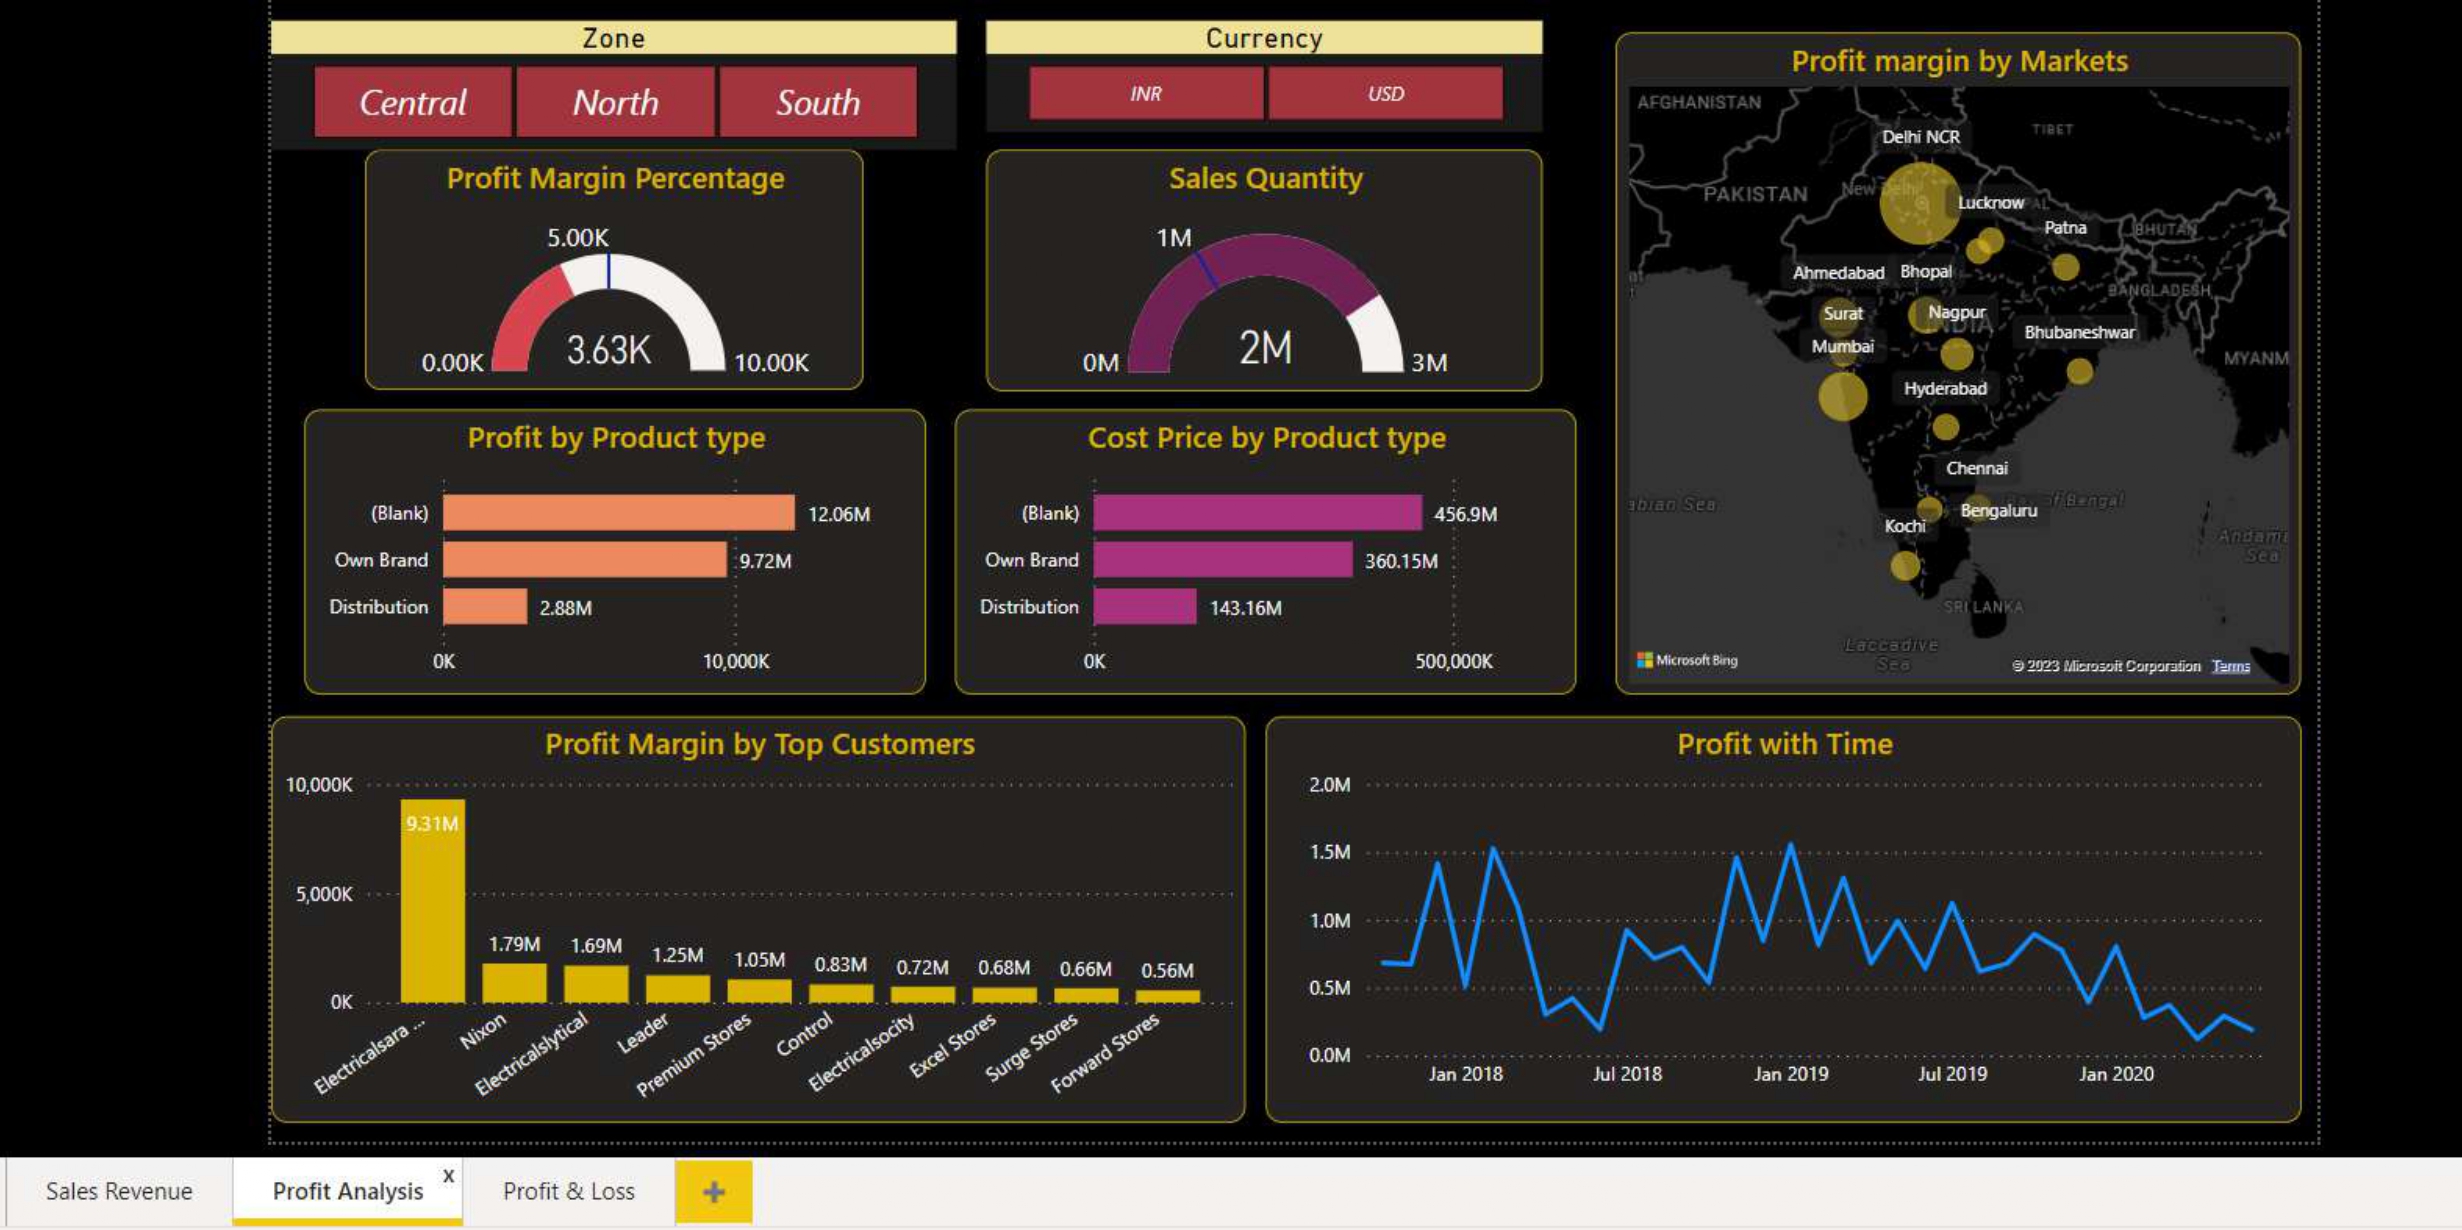 Zone
Central North South
Currency
INR USD
Profit Margin Percentage
5.00K
3.63K
0.00K 10.00K
Sales Quantity
1M
2M
0M 3M
Profit margin by Markets
AFGHANISTAN
TIBET
Delhi NCR
PAKISTAN
New Delhi
Lucknow
Patna
BHUTAN
Ahmedabad Bhopal
BANGLADESH
Surat
Nagpur
INDIA
Bhubaneshwar
Mumbai
MYANM
Hyderabad
Chennai
abian Sea
Bay of Bengal
Bengaluru
Kochi
Andama
Sea
SRI LANKA
Laccadive
Sea
Microsoft Bing
© 2023 Microsoft Corporation Terms
Profit by Product type
(Blank) 12.06M
Own Brand 9.72M
Distribution 2.88M
0K 10,000K
Cost Price by Product type
(Blank) 456.9M
Own Brand 360.15M
Distribution 143.16M
0K 500,000K
Profit Margin by Top Customers
10,000K
5,000K
0K
9.31M
1.79M
1.69M
1.25M
1.05M
0.83M
0.72M
0.68M
0.66M
0.56M
Electricalsara ...
Nixon
Electricalslytical
Leader
Premium Stores
Control
Electricalsocity
Excel Stores
Surge Stores
Forward Stores
Profit with Time
2.0M
1.5M
1.0M
0.5M
0.0M
Jan 2018 Jul 2018 Jan 2019 Jul 2019 Jan 2020
Sales Revenue Profit Analysis x Profit & Loss +